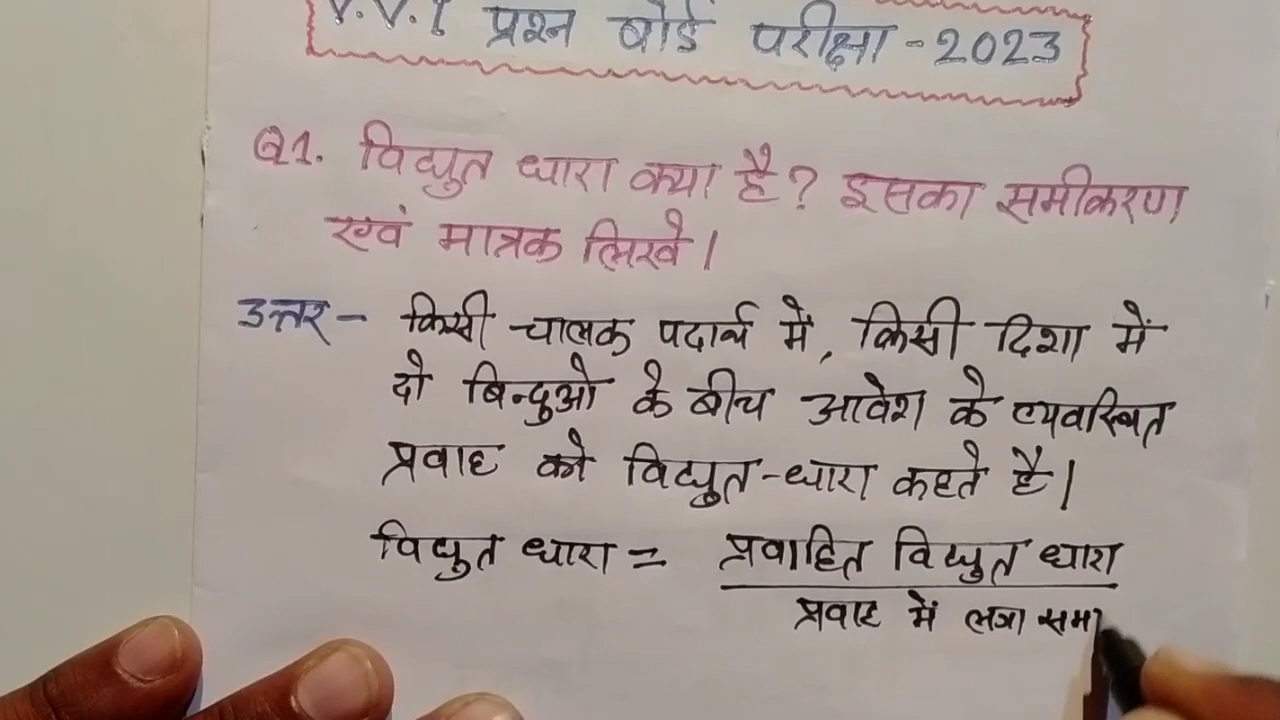 V.V.I प्रश्न बोर्ड परीक्षा -2023
Q1. विद्युत धारा क्या है? इसका समीकरण
एवं मात्रक लिखे।
उत्तर- किसी चालक पदार्थ में, किसी दिशा में
दो बिन्दुओ के बीच आवेश के व्यवस्थित
प्रवाह को विद्युत-धारा कहते है।
विद्युत धारा = प्रवाहित विद्युत धारा
प्रवाह में लगा सम